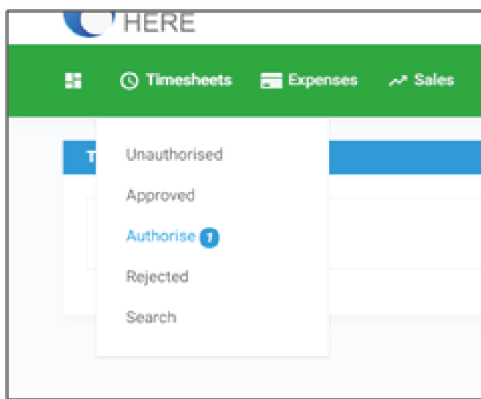 HERE
Timesheets Expenses Sales
T
Unauthorised
Approved
Authorise 1
Rejected
Search